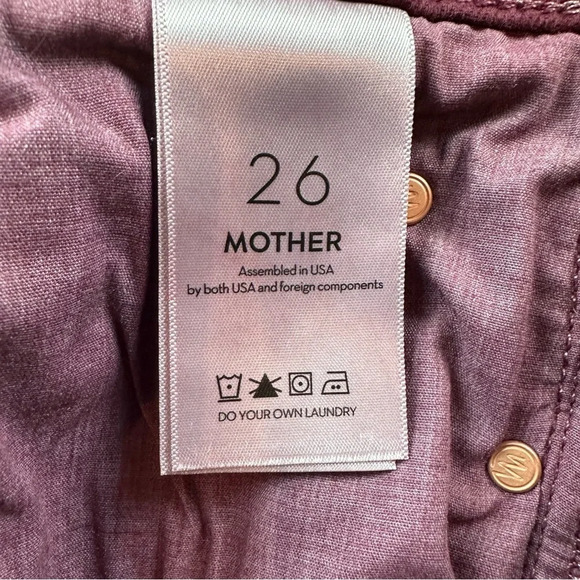 26
MOTHER
Assembled in USA
by both USA and foreign components
DO YOUR OWN LAUNDRY